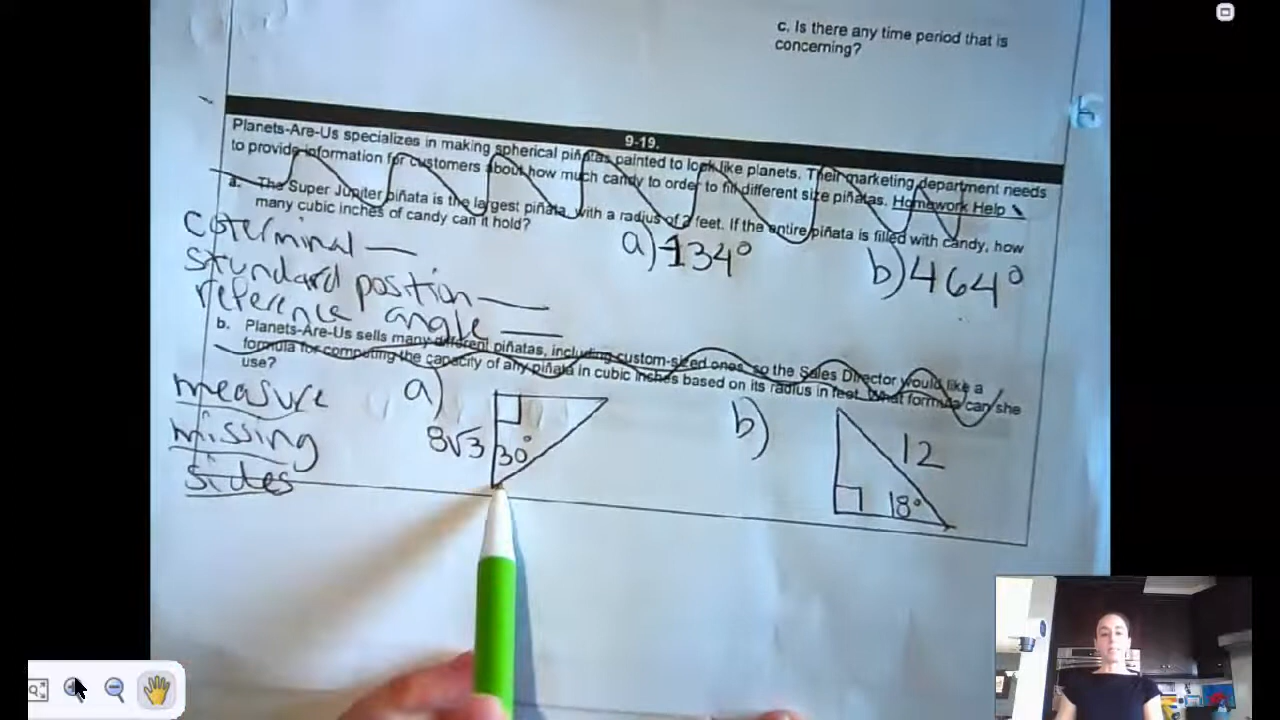 c. Is there any time period that is
concerning?
9-19.
Planets-Are-Us specializes in making spherical piñatas painted to look like planets. Their marketing department needs
to provide information for customers about how much candy to order to fill different size piñatas. Homework Help
a. The Super Jupiter piñata is the largest piñata, with a radius of 2 feet. If the entire piñata is filled with candy, how
many cubic inches of candy can it hold?
coterminal —
a) 134°
b) 464°
standard position —
reference angle —
b. Planets-Are-Us sells many different piñatas, including custom-sized ones, so the Sales Director would like a
formula for computing the capacity of any piñata in cubic inches based on its radius in feet. What formula can she
use?
measure
missing
sides
a)
8√3
30°
b)
12
18°